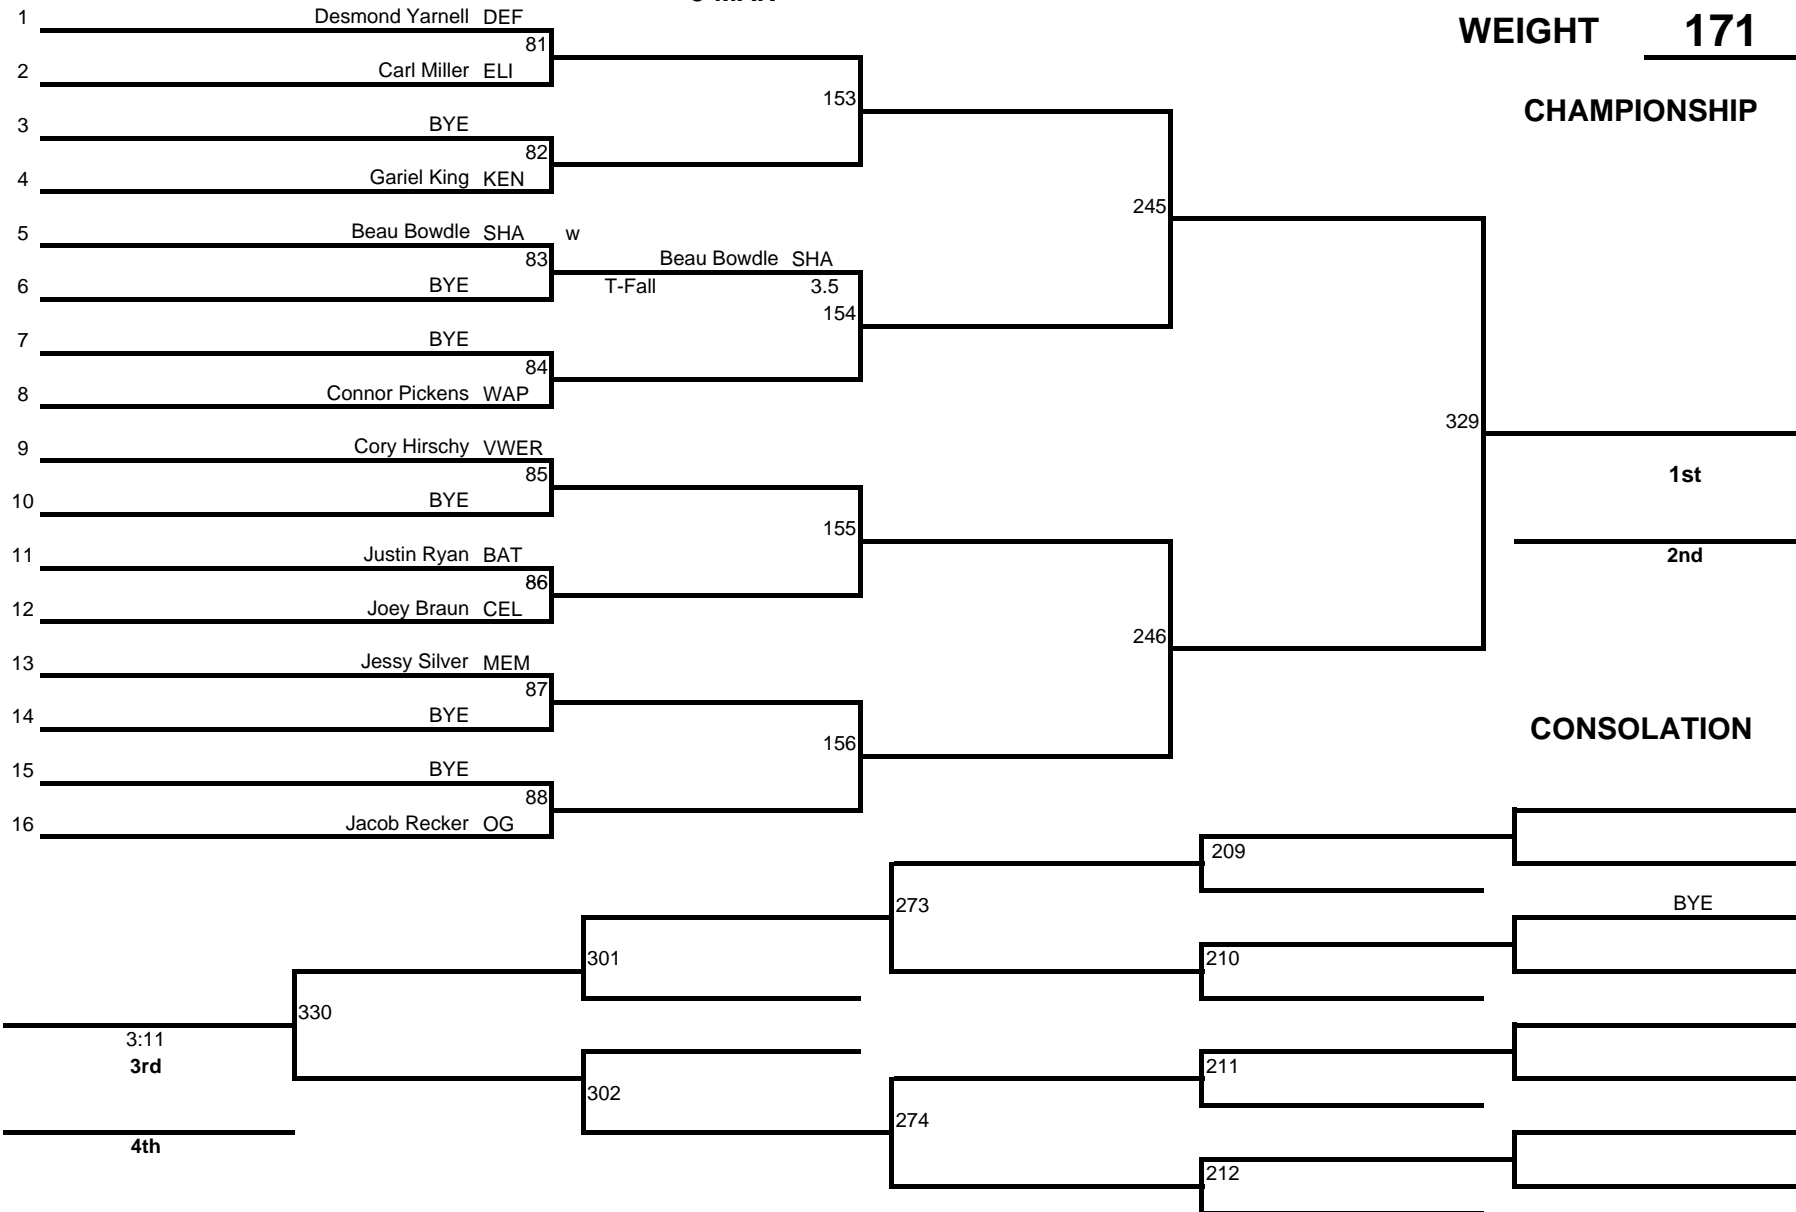 WEIGHT 171
CHAMPIONSHIP
1 Desmond Yarnell DEF
81
2 Carl Miller ELI
153
3 BYE
82
4 Gariel King KEN
245
5 Beau Bowdle SHA w
83 Beau Bowdle SHA
6 BYE T-Fall 3.5
154
7 BYE
84
8 Connor Pickens WAP
329
9 Cory Hirschy VWER
85
1st
10 BYE
155
11 Justin Ryan BAT
2nd
86
12 Joey Braun CEL
246
13 Jessy Silver MEM
87
14 BYE
CONSOLATION
156
15 BYE
88
16 Jacob Recker OG
209
273
BYE
301
210
330
3:11
3rd
211
302
274
4th
212